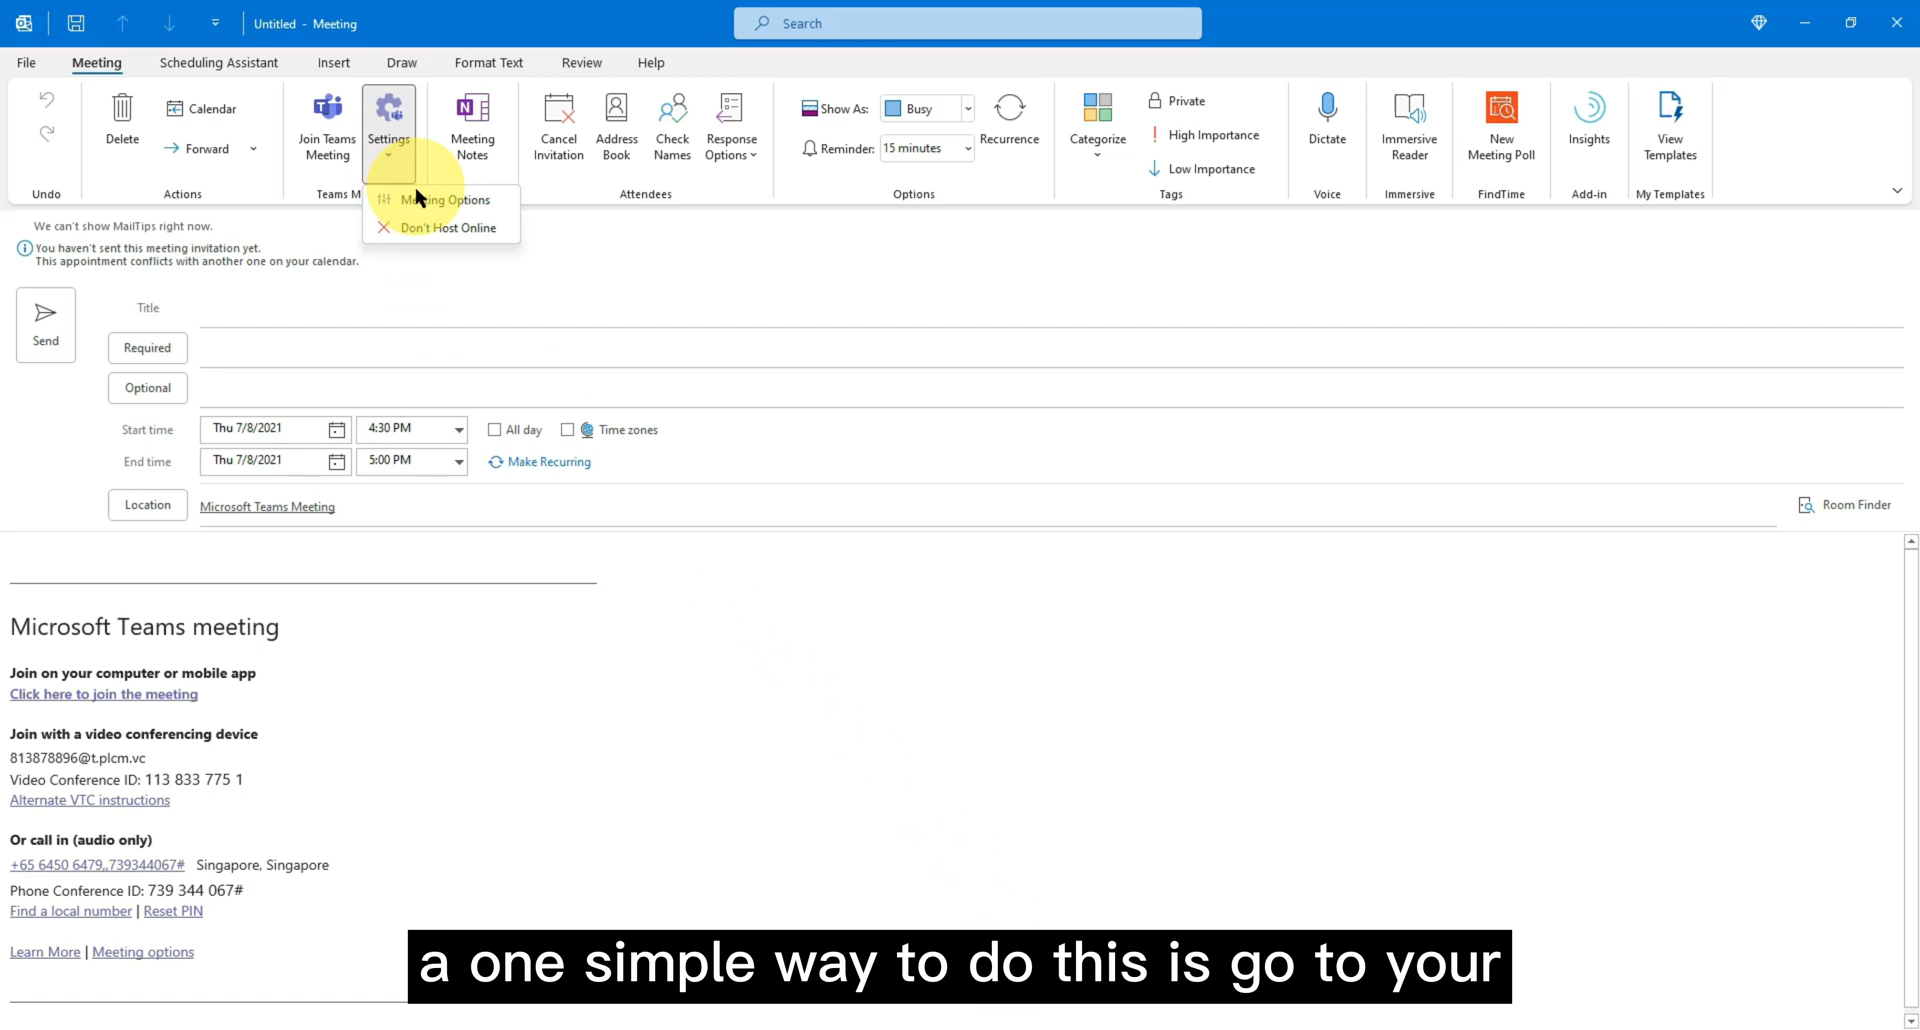 Untitled - Meeting
Search
File
Meeting
Scheduling Assistant
Insert
Draw
Format Text
Review
Help
Undo
Delete
Calendar
Forward
Actions
Join Teams
Meeting
Settings
Teams M
Meeting
Notes
Cancel
Invitation
Address
Book
Check
Names
Response
Options
Attendees
Show As:
Busy
Reminder:
15 minutes
Recurrence
Options
Categorize
Private
High Importance
Low Importance
Tags
Dictate
Voice
Immersive
Reader
Immersive
New
Meeting Poll
FindTime
Insights
Add-in
View
Templates
My Templates
Meeting Options
Don't Host Online
We can't show MailTips right now.
You haven't sent this meeting invitation yet.
This appointment conflicts with another one on your calendar.
Send
Title
Required
Optional
Start time
Thu 7/8/2021
4:30 PM
All day
Time zones
End time
Thu 7/8/2021
5:00 PM
Make Recurring
Location
Microsoft Teams Meeting
Room Finder
Microsoft Teams meeting
Join on your computer or mobile app
Click here to join the meeting
Join with a video conferencing device
813878896@t.plcm.vc
Video Conference ID: 113 833 775 1
Alternate VTC instructions
Or call in (audio only)
+65 6450 6479,,739344067# Singapore, Singapore
Phone Conference ID: 739 344 067#
Find a local number | Reset PIN
Learn More | Meeting options
a one simple way to do this is go to your